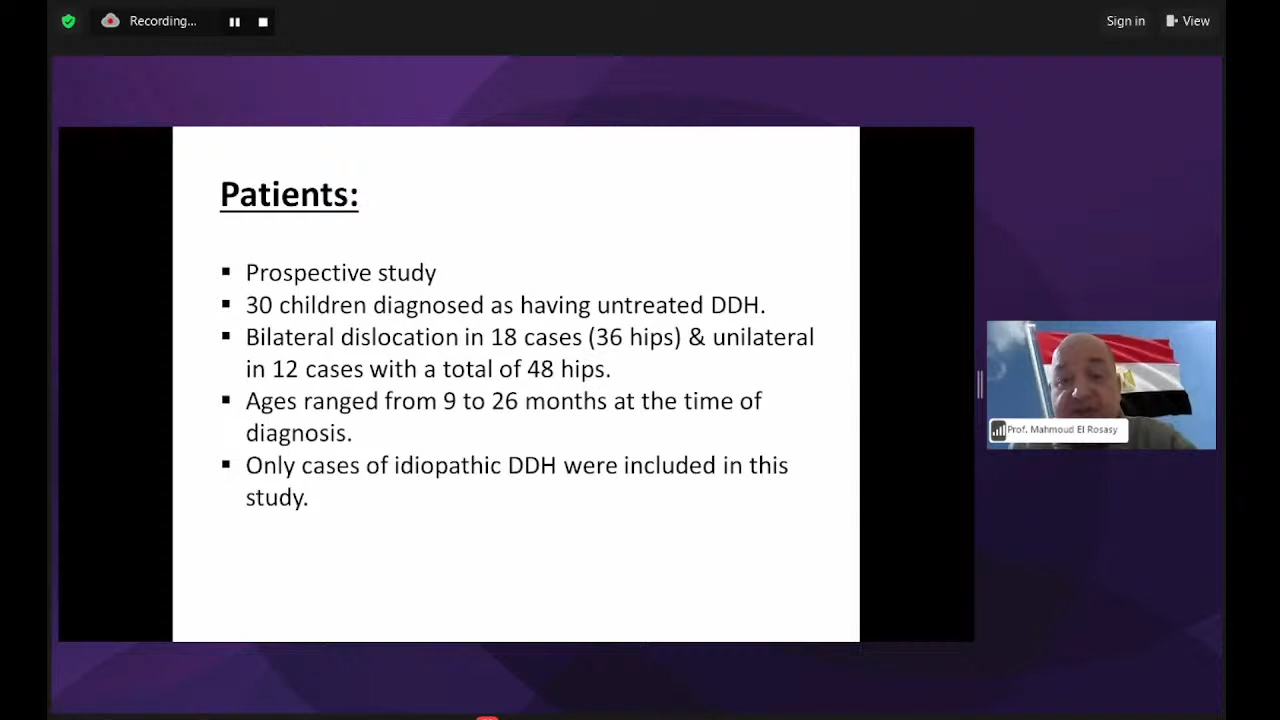 Recording...
Sign in
View
Patients:
▪ Prospective study
▪ 30 children diagnosed as having untreated DDH.
▪ Bilateral dislocation in 18 cases (36 hips) & unilateral
in 12 cases with a total of 48 hips.
▪ Ages ranged from 9 to 26 months at the time of
diagnosis.
▪ Only cases of idiopathic DDH were included in this
study.
Prof. Mahmoud El Rosasy